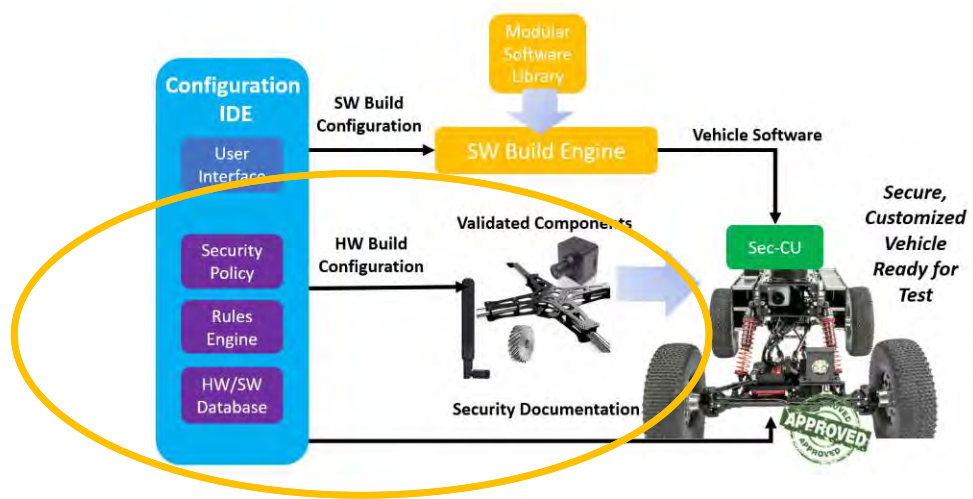 Modular
Software
Library
Configuration
IDE
SW Build
Configuration
SW Build Engine
Vehicle Software
User
Interface
Secure,
Customized
Vehicle
Ready for
Test
Validated Components
Sec-CU
Security
Policy
HW Build
Configuration
Rules
Engine
HW/SW
Database
Security Documentation
APPROVED
APPROVED
APPROVED